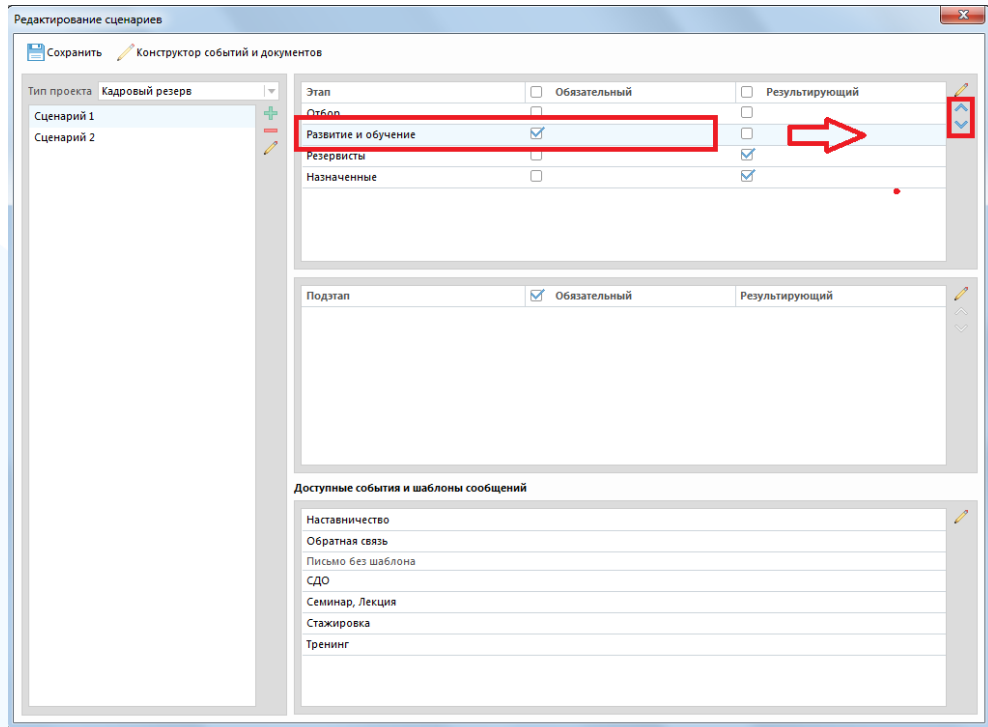 Редактирование сценариев
Сохранить Конструктор событий и документов
Тип проекта Кадровый резерв
Сценарий 1
Сценарий 2
Этап Обязательный Результирующий
Отбор
Развитие и обучение
Резервисты
Назначенные
Подэтап Обязательный Результирующий
Доступные события и шаблоны сообщений
Наставничество
Обратная связь
Письмо без шаблона
СДО
Семинар, Лекция
Стажировка
Тренинг